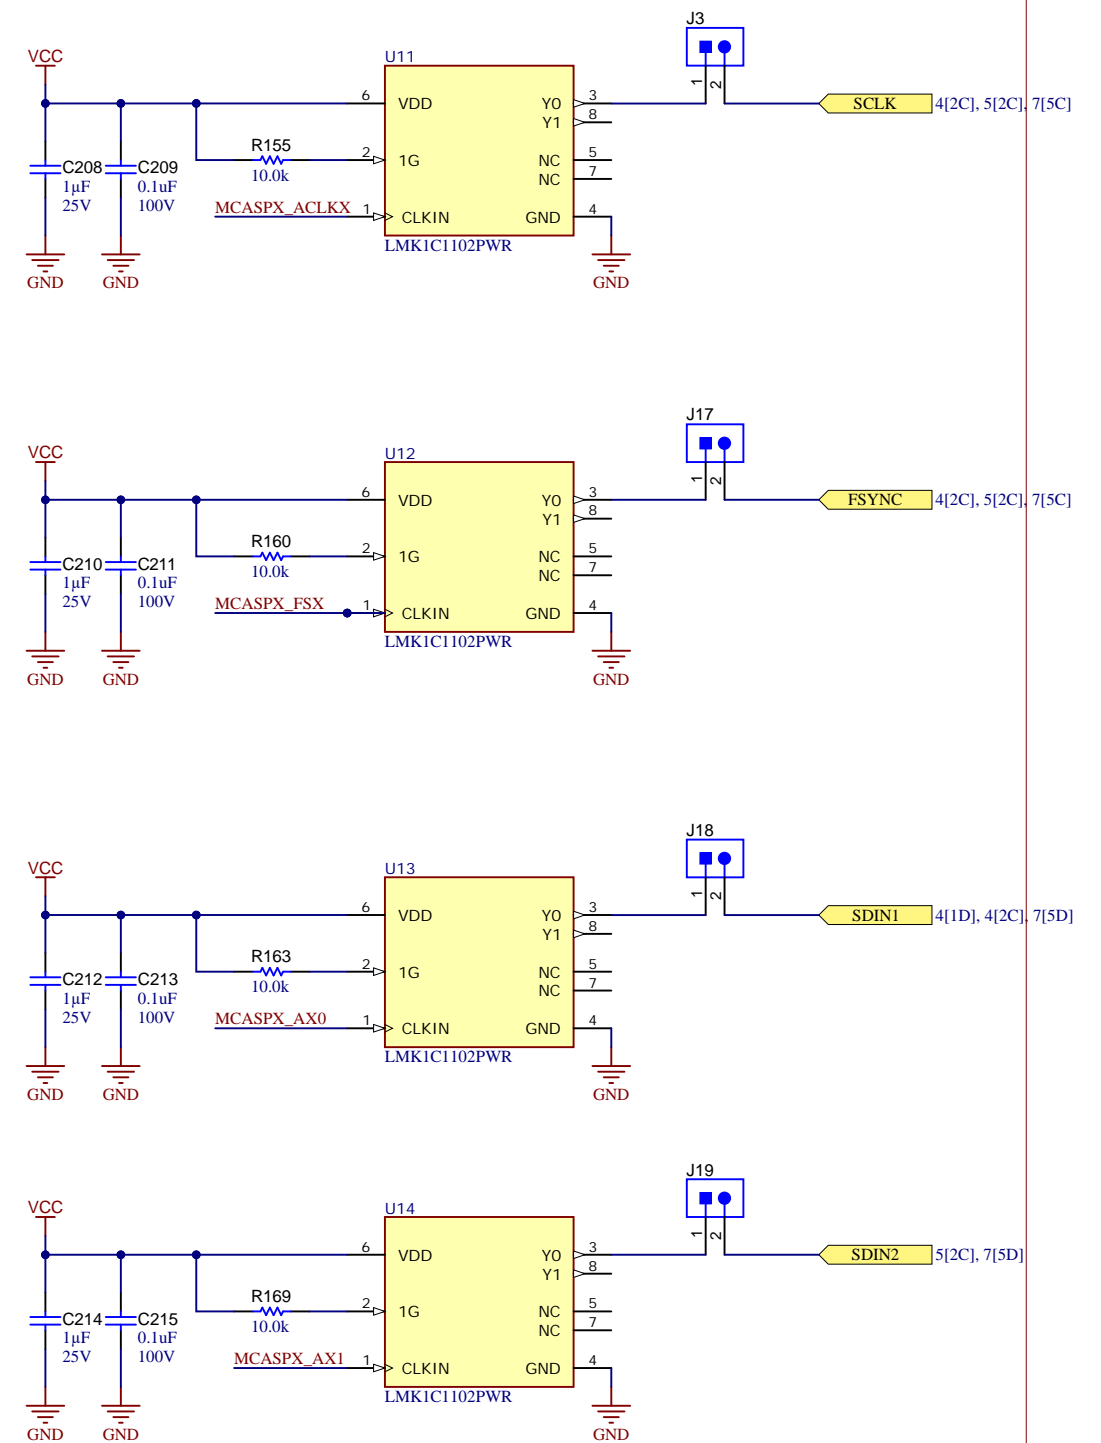 J3
VCC
U11
1
2
6
VDD
Y0
3
SCLK
4[2C], 5[2C], 7[5C]
Y1
8
R155
10.0k
2
1G
NC
5
C208
1µF
25V
C209
0.1uF
100V
NC
7
MCASPX_ACLKX
1
CLKIN
GND
4
LMK1C1102PWR
GND
GND
GND
J17
VCC
U12
1
2
6
VDD
Y0
3
FSYNC
4[2C], 5[2C], 7[5C]
Y1
8
R160
10.0k
2
1G
NC
5
C210
1µF
25V
C211
0.1uF
100V
NC
7
MCASPX_FSX
1
CLKIN
GND
4
LMK1C1102PWR
GND
GND
GND
J18
VCC
U13
1
2
6
VDD
Y0
3
SDIN1
4[1D], 4[2C], 7[5D]
Y1
8
R163
10.0k
2
1G
NC
5
C212
1µF
25V
C213
0.1uF
100V
NC
7
MCASPX_AX0
1
CLKIN
GND
4
LMK1C1102PWR
GND
GND
GND
J19
VCC
U14
1
2
6
VDD
Y0
3
SDIN2
5[2C], 7[5D]
Y1
8
R169
10.0k
2
1G
NC
5
C214
1µF
25V
C215
0.1uF
100V
NC
7
MCASPX_AX1
1
CLKIN
GND
4
LMK1C1102PWR
GND
GND
GND